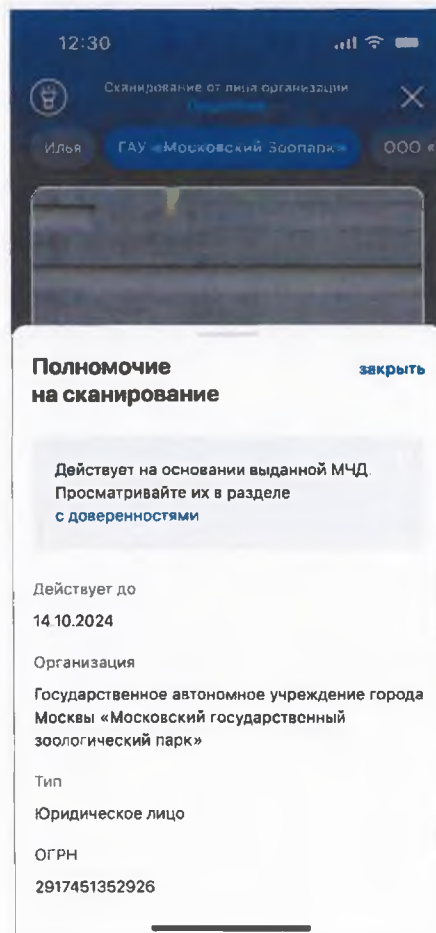 12:30
Сканирование от лица организации
Подробнее
Илья
ГАУ «Московский Зоопарк»
ООО «
Полномочие
на сканирование
закрыть
Действует на основании выданной МЧД.
Просматривайте их в разделе
с доверенностями
Действует до
14.10.2024
Организация
Государственное автономное учреждение города
Москвы «Московский государственный
зоологический парк»
Тип
Юридическое лицо
ОГРН
2917451352926